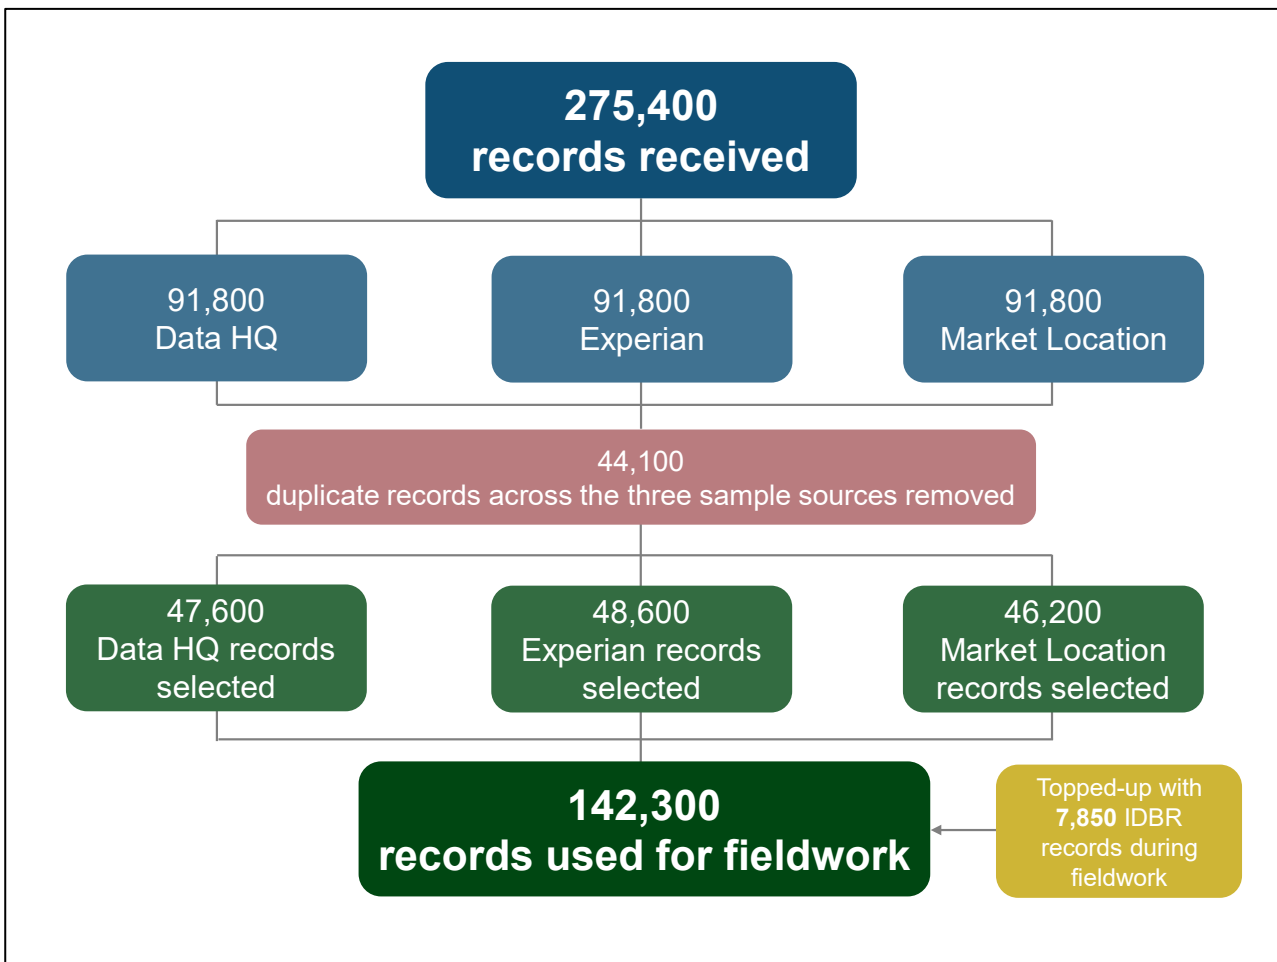 275,400
records received
91,800
Data HQ
91,800
Experian
91,800
Market Location
44,100
duplicate records across the three sample sources removed
47,600
Data HQ records
selected
48,600
Experian records
selected
46,200
Market Location
records selected
142,300
records used for fieldwork
Topped-up with
7,850 IDBR
records during
fieldwork